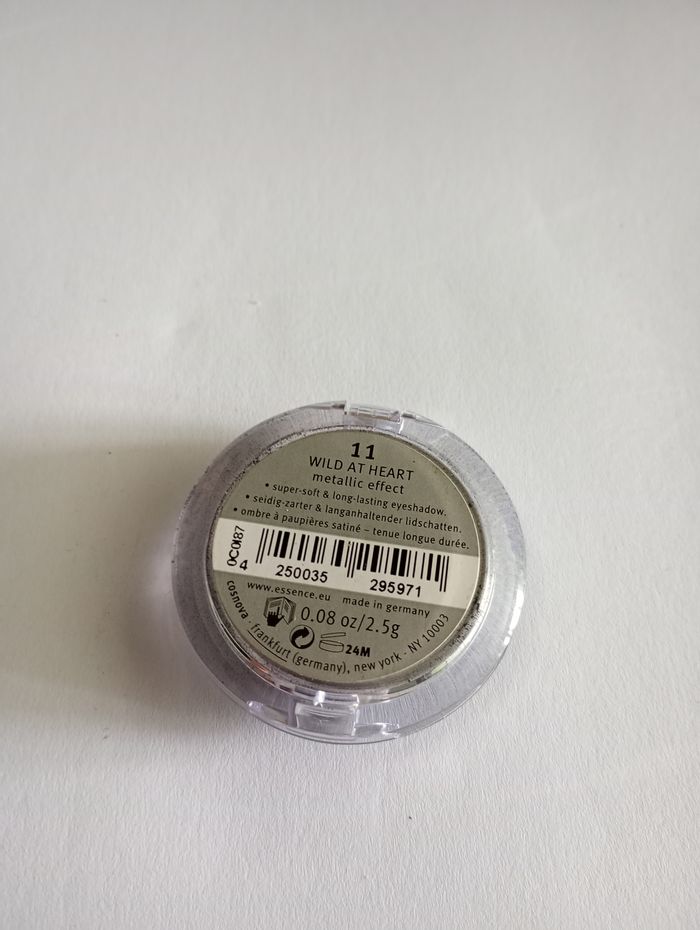 11
WILD AT HEART
metallic effect
• super-soft & long-lasting eyeshadow.
• seidig-zarter & langanhaltender lidschatten.
• ombre à paupières satiné – tenue longue durée.
0C0187
4 250035 295971
www.essence.eu made in germany
0.08 oz/2.5g
24M
cosnova · frankfurt (germany), new york - NY 10003